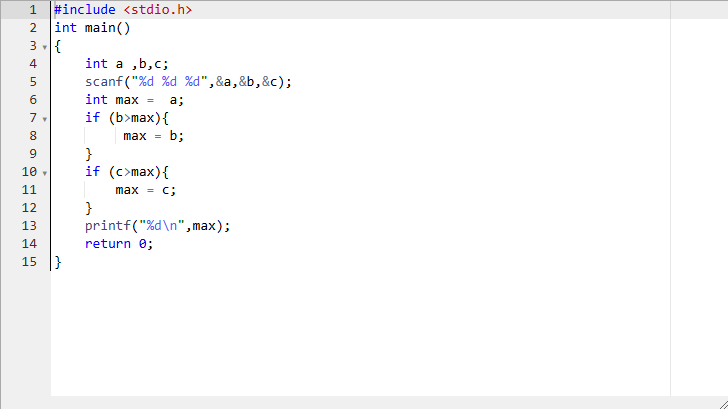 1 #include <stdio.h>
2 int main()
3 {
4     int a ,b,c;
5     scanf("%d %d %d",&a,&b,&c);
6     int max =  a;
7     if (b>max){
8          max = b;
9     }
10     if (c>max){
11         max = c;
12     }
13     printf("%d\n",max);
14     return 0;
15 }